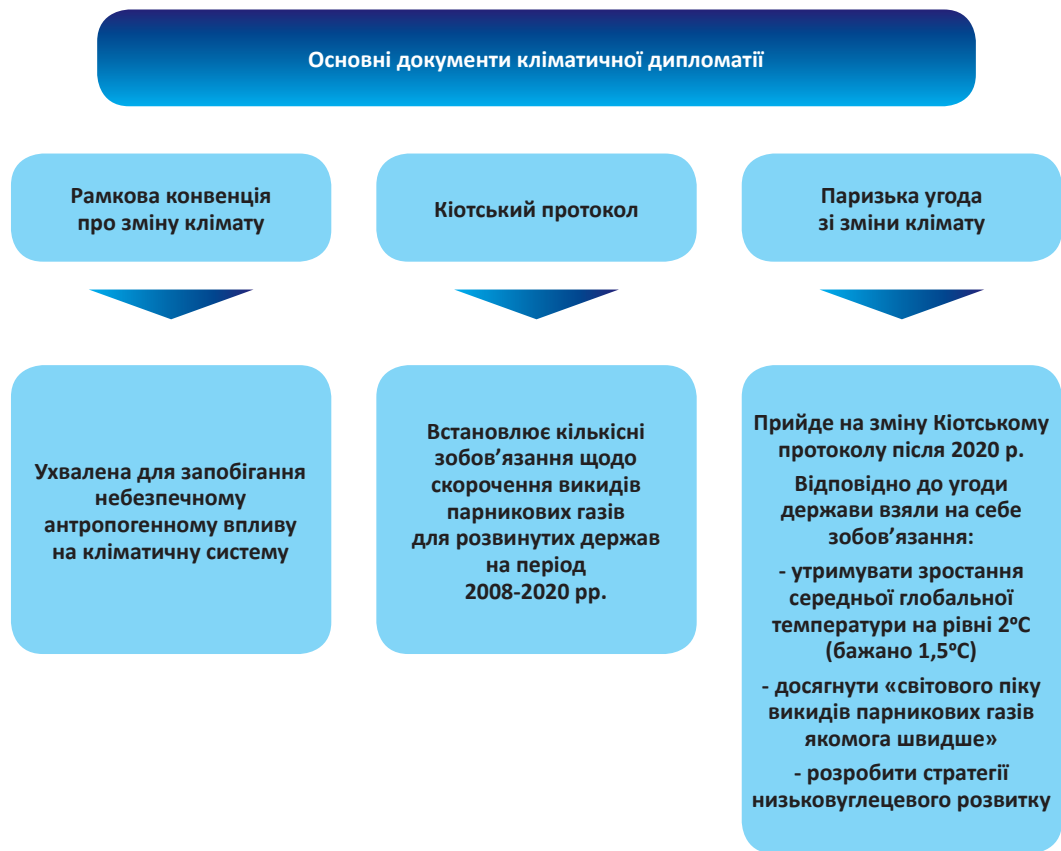 Основні документи кліматичної дипломатії
Рамкова конвенція
про зміну клімату
Кіотський протокол
Паризька угода
зі зміни клімату
Ухвалена для запобігання
небезпечному
антропогенному впливу
на кліматичну систему
Встановлює кількісні
зобов’язання щодо
скорочення викидів
парникових газів
для розвинутих держав
на період
2008-2020 рр.
Прийде на зміну Кіотському
протоколу після 2020 р.
Відповідно до угоди
держави взяли на себе
зобов’язання:
- утримувати зростання
середньої глобальної
температури на рівні 2ºС
(бажано 1,5ºС)
- досягнути «світового піку
викидів парникових газів
якомога швидше»
- розробити стратегії
низьковуглецевого розвитку